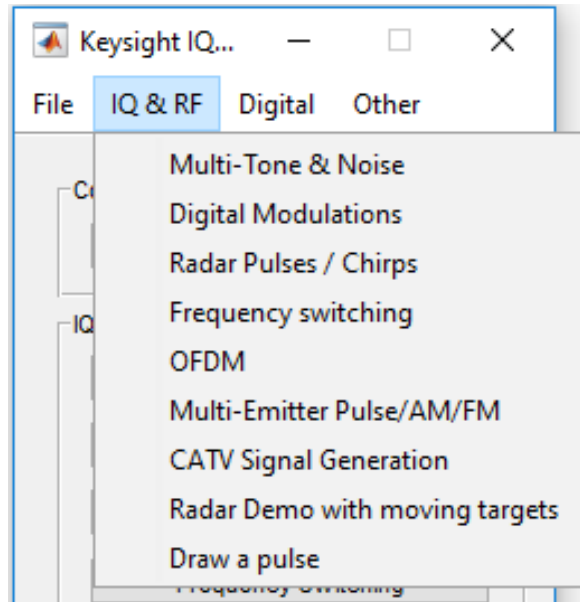 Keysight IQ...
File IQ & RF Digital Other
Multi-Tone & Noise
Digital Modulations
Radar Pulses / Chirps
Frequency switching
OFDM
Multi-Emitter Pulse/AM/FM
CATV Signal Generation
Radar Demo with moving targets
Draw a pulse
IQ